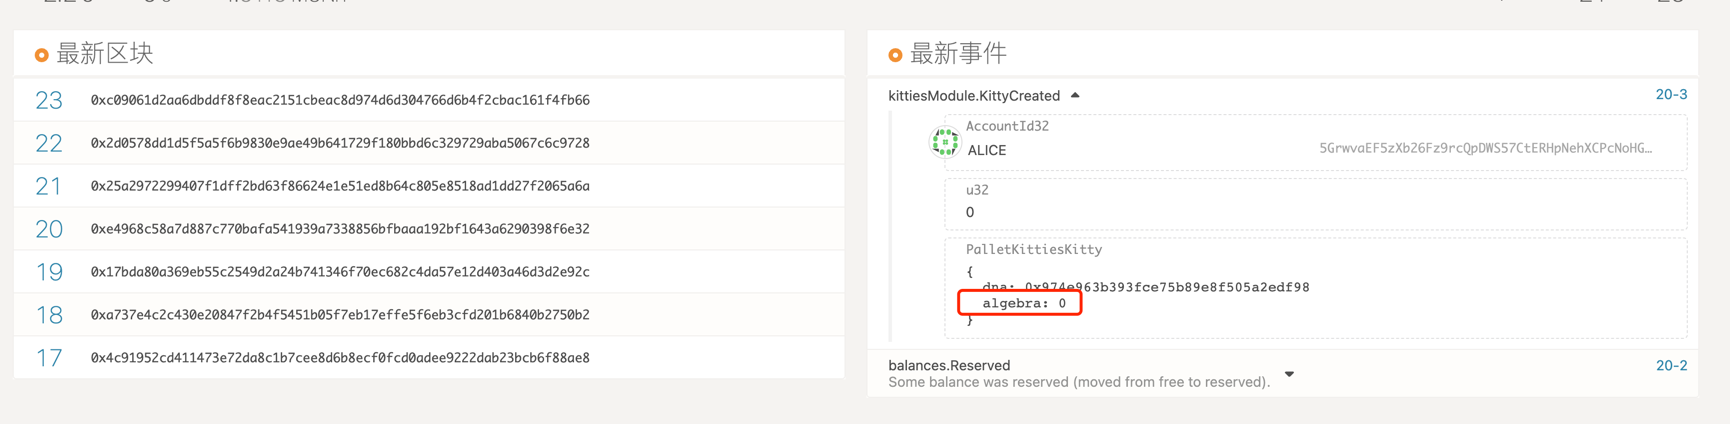 最新区块
23 0xc09061d2aa6dbddf8f8eac2151cbeac8d974d6d304766d6b4f2cbac161f4fb66
22 0x2d0578dd1d5f5a5f6b9830e9ae49b641729f180bbd6c329729aba5067c6c9728
21 0x25a2972299407f1dff2bd63f86624e1e51ed8b64c805e8518ad1dd27f2065a6a
20 0xe4968c58a7d887c770bafa541939a7338856bfbaaa192bf1643a6290398f6e32
19 0x17bda80a369eb55c2549d2a24b741346f70ec682c4da57e12d403a46d3d2e92c
18 0xa737e4c2c430e20847f2b4f5451b05f7eb17effe5f6eb3cfd201b6840b2750b2
17 0x4c91952cd411473e72da8c1b7cee8d6b8ecf0fcd0adee9222dab23bcb6f88ae8
最新事件
kittiesModule.KittyCreated 20-3
AccountId32
ALICE 5GrwvaEF5zXb26Fz9rcQpDWS57CtERHpNehXCPcNoHG…
u32
0
PalletKittiesKitty
{
dna: 0x974e963b393fce75b89e8f505a2edf98
algebra: 0
}
balances.Reserved 20-2
Some balance was reserved (moved from free to reserved).